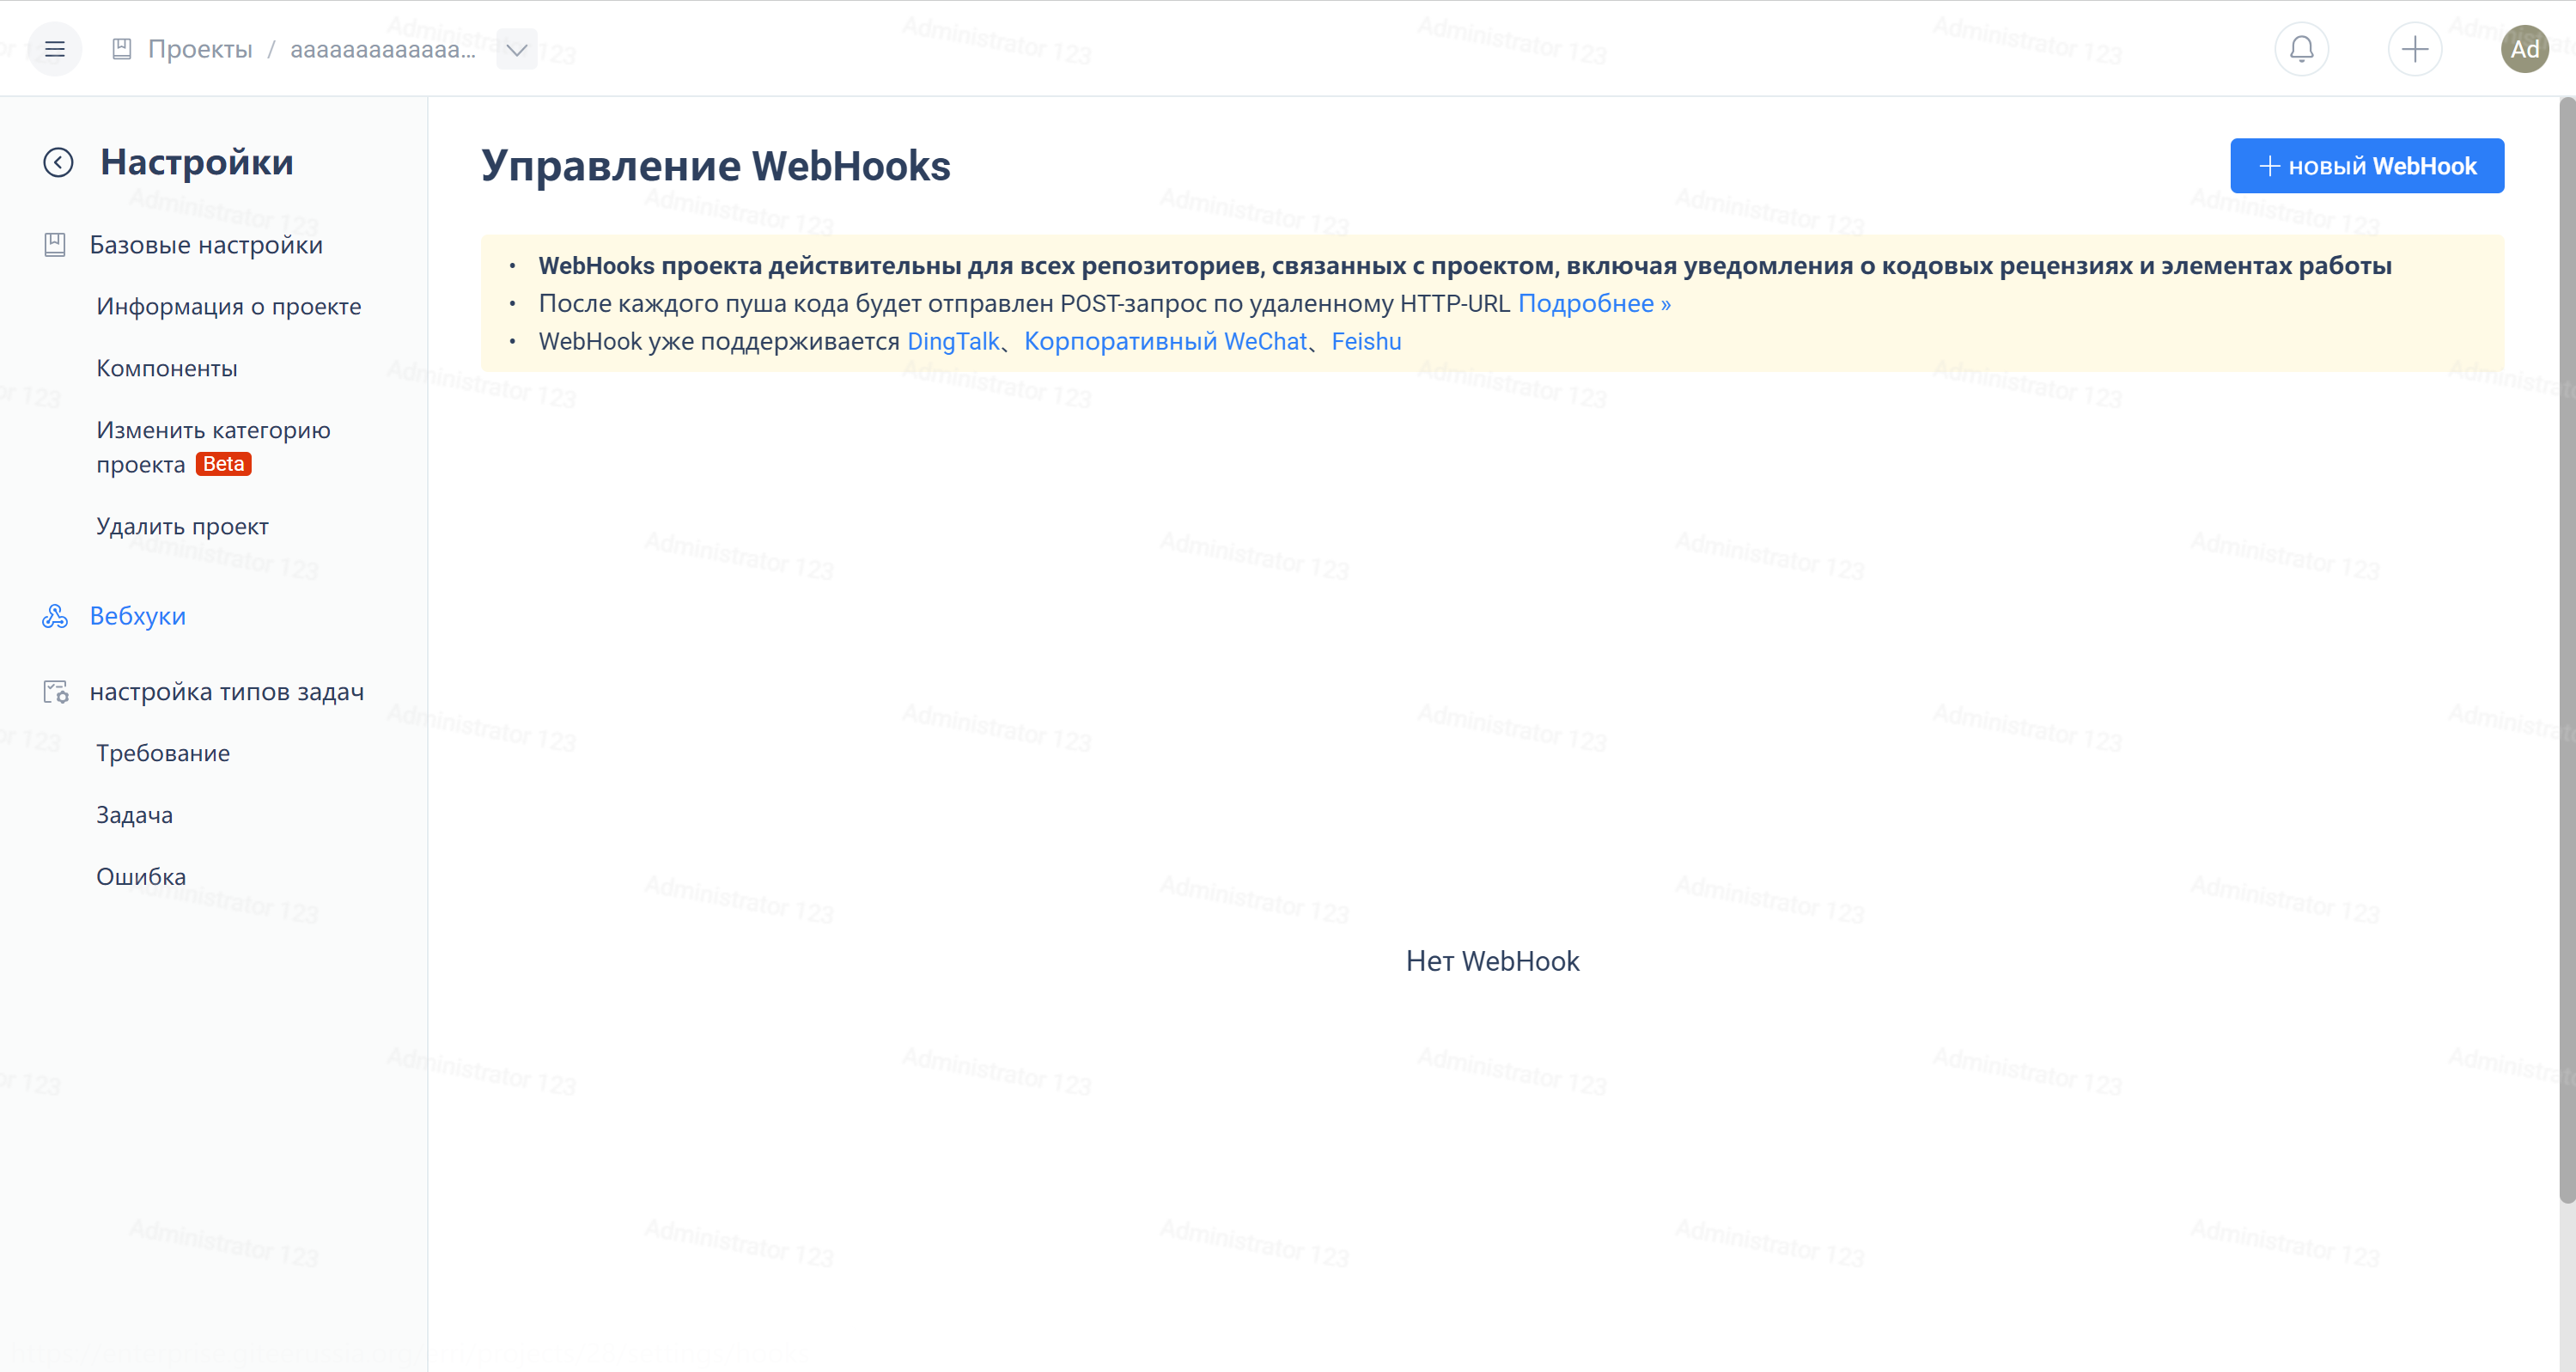 Проекты / aaaaaaaaaaaaa...
Ad
Настройки
Базовые настройки
Информация о проекте
Компоненты
Изменить категорию
проекта Beta
Удалить проект
Вебхуки
настройка типов задач
Требование
Задача
Ошибка
Управление WebHooks
новый WebHook
• WebHooks проекта действительны для всех репозиториев, связанных с проектом, включая уведомления о кодовых рецензиях и элементах работы
• После каждого пуша кода будет отправлен POST-запрос по удаленному HTTP-URL Подробнее »
• WebHook уже поддерживается DingTalk、Корпоративный WeChat、Feishu
Нет WebHook
Administrator 123